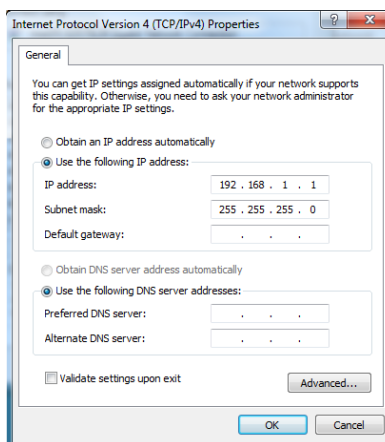 Internet Protocol Version 4 (TCP/IPv4) Properties
General
You can get IP settings assigned automatically if your network supports
this capability. Otherwise, you need to ask your network administrator
for the appropriate IP settings.
Obtain an IP address automatically
Use the following IP address:
IP address: 192 . 168 . 1 . 1
Subnet mask: 255 . 255 . 255 . 0
Default gateway: . . .
Obtain DNS server address automatically
Use the following DNS server addresses:
Preferred DNS server: . . .
Alternate DNS server: . . .
Validate settings upon exit
Advanced...
OK Cancel